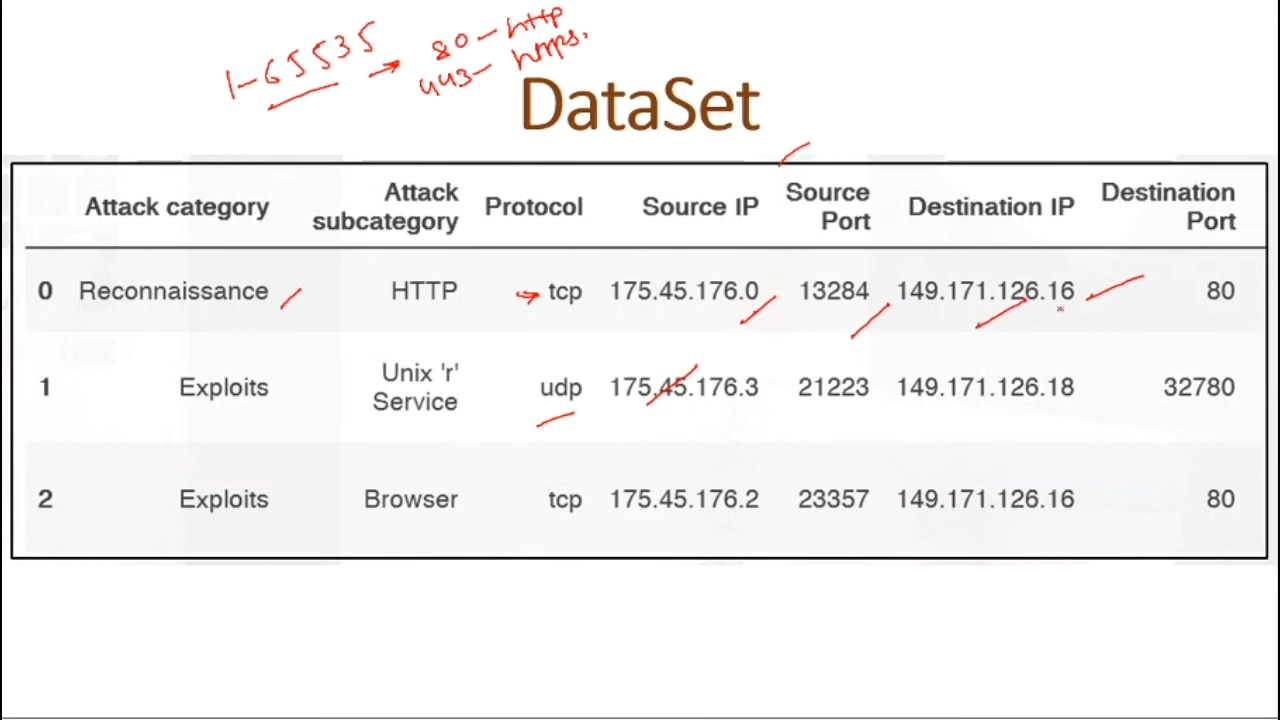 1-65535 → 80-http
443- https.
DataSet
Attack category Attack subcategory Protocol Source IP Source Port Destination IP Destination Port
0 Reconnaissance HTTP tcp 175.45.176.0 13284 149.171.126.16 80
1 Exploits Unix 'r' Service udp 175.45.176.3 21223 149.171.126.18 32780
2 Exploits Browser tcp 175.45.176.2 23357 149.171.126.16 80